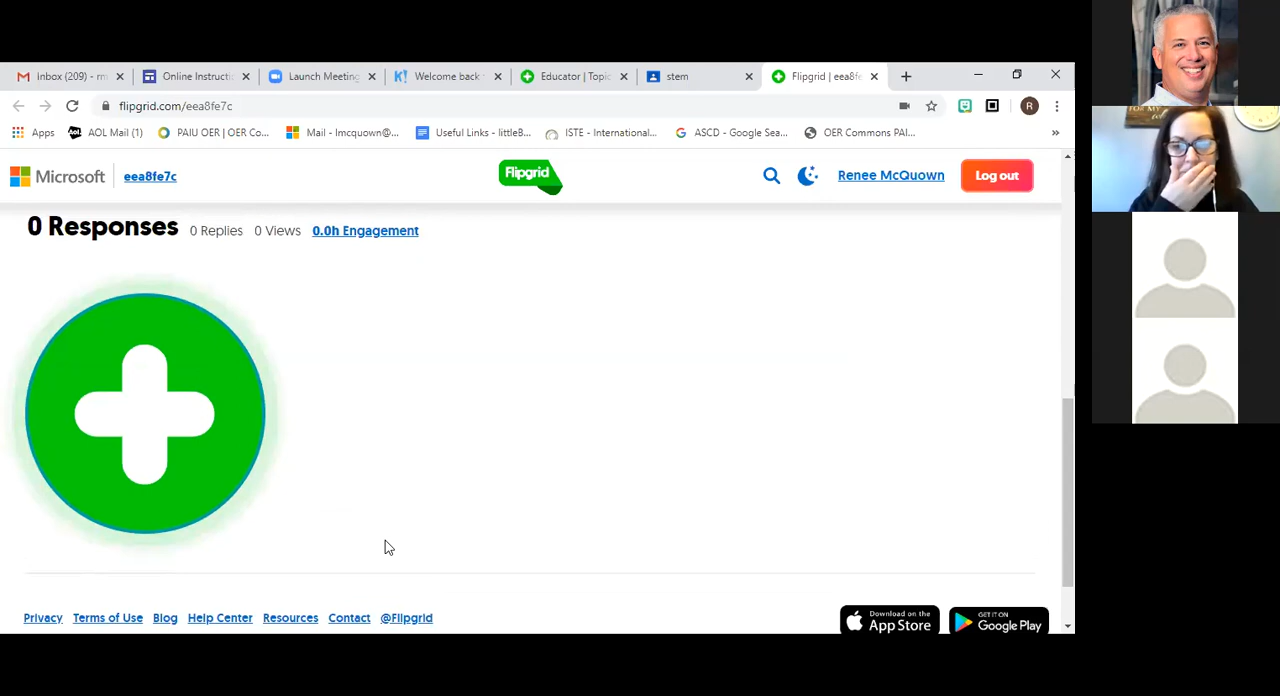 Inbox (209) - rn
Online Instructi
Launch Meeting
Welcome back
Educator | Topic
stem
Flipgrid | eea8fe
flipgrid.com/eea8fe7c
R
Apps
AOL Mail (1)
PAIU OER | OER Co...
Mail - lmcquown@...
Useful Links - littleB...
ISTE - International...
ASCD - Google Sea...
OER Commons PAI...
Microsoft
eea8fe7c
Flipgrid
Renee McQuown
Log out
0 Responses
0 Replies
0 Views
0.0h Engagement
Privacy
Terms of Use
Blog
Help Center
Resources
Contact
@Flipgrid
Download on the
App Store
GET IT ON
Google Play
FOR MY